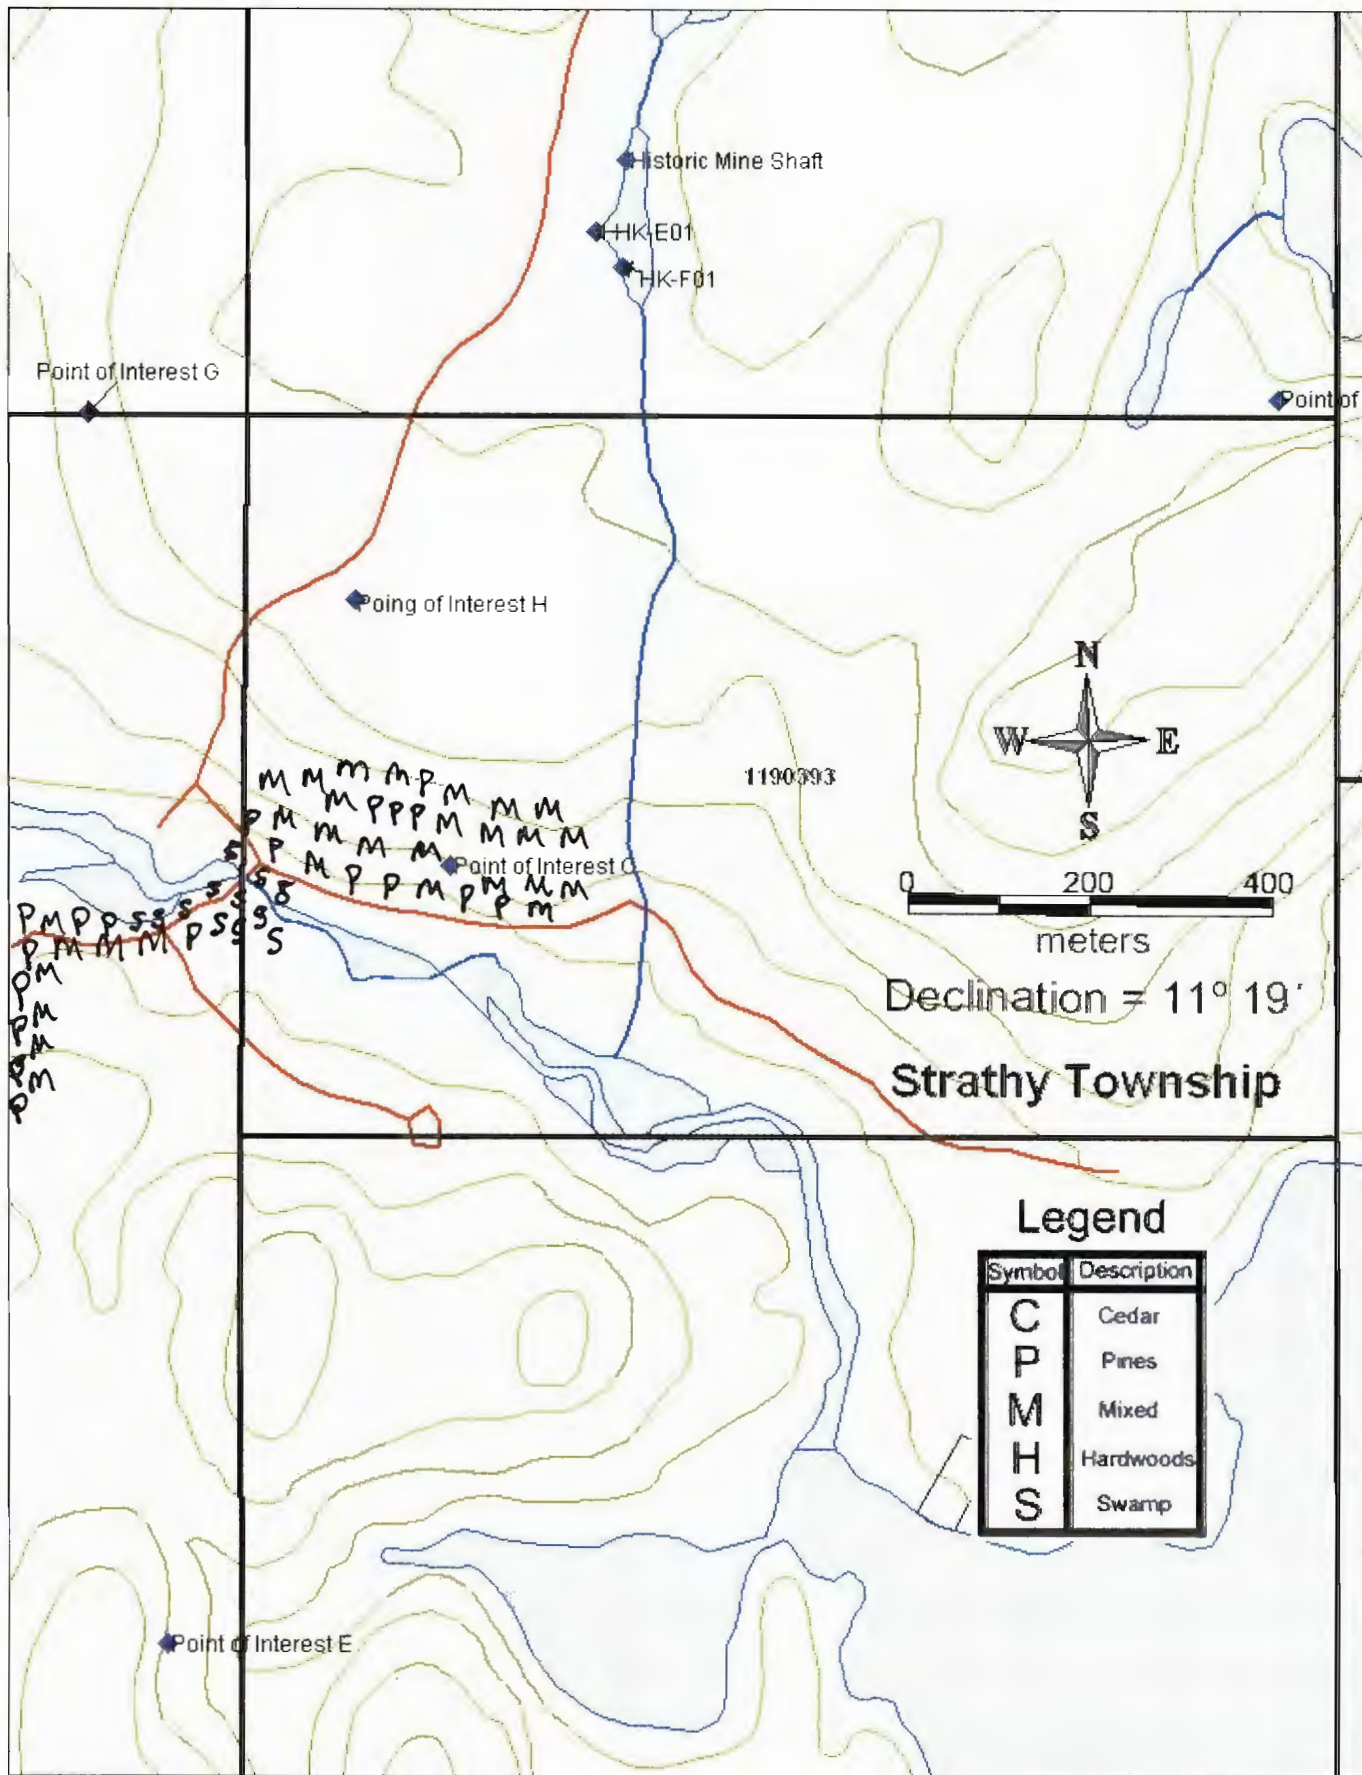 Historic Mine Shaft
HK-E01
HK-F01
Point of Interest G
Point of
Poing of Interest H
N
W E
S
1190393
M M M M P M M M
M P P P M M M M
P M M M M
S P M P P M P M M M
P M
Point of Interest C
S S S 8
S S S S
P M P P S S S P S S S S
P M M M M P
P M
P M
P M
P M
P
0 200 400
meters
Declination = 11° 19'
Strathy Township
Legend
Symbol Description
C Cedar
P Pines
M Mixed
H Hardwoods
S Swamp
Point of Interest E